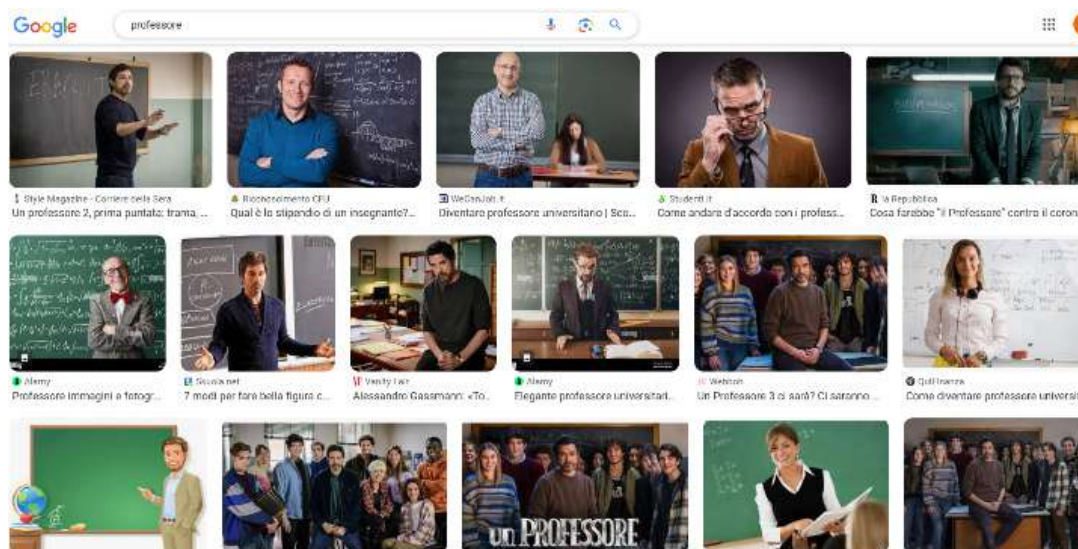 Google
professore
Style Magazine - Corriere della Sera
Un professore 2, prima puntata: trama, ...
Riconoscimento CFU
Qual è lo stipendio di un insegnante?...
WeCanJob.it
Diventare professore universitario | Sco...
Studenti.it
Come andare d'accordo con i profess...
la Repubblica
Cosa farebbe "il Professore" contro il coron
Alamy
Professore immagini e fotogr...
Skuola.net
7 modi per fare bella figura c...
Vanity Fair
Alessandro Gassmann: «To...
Alamy
Elegante professore universitari...
Webboh
Un Professore 3 ci sarà? Ci saranno ...
QuiFinanza
Come diventare professore universi
un PROFESSORE